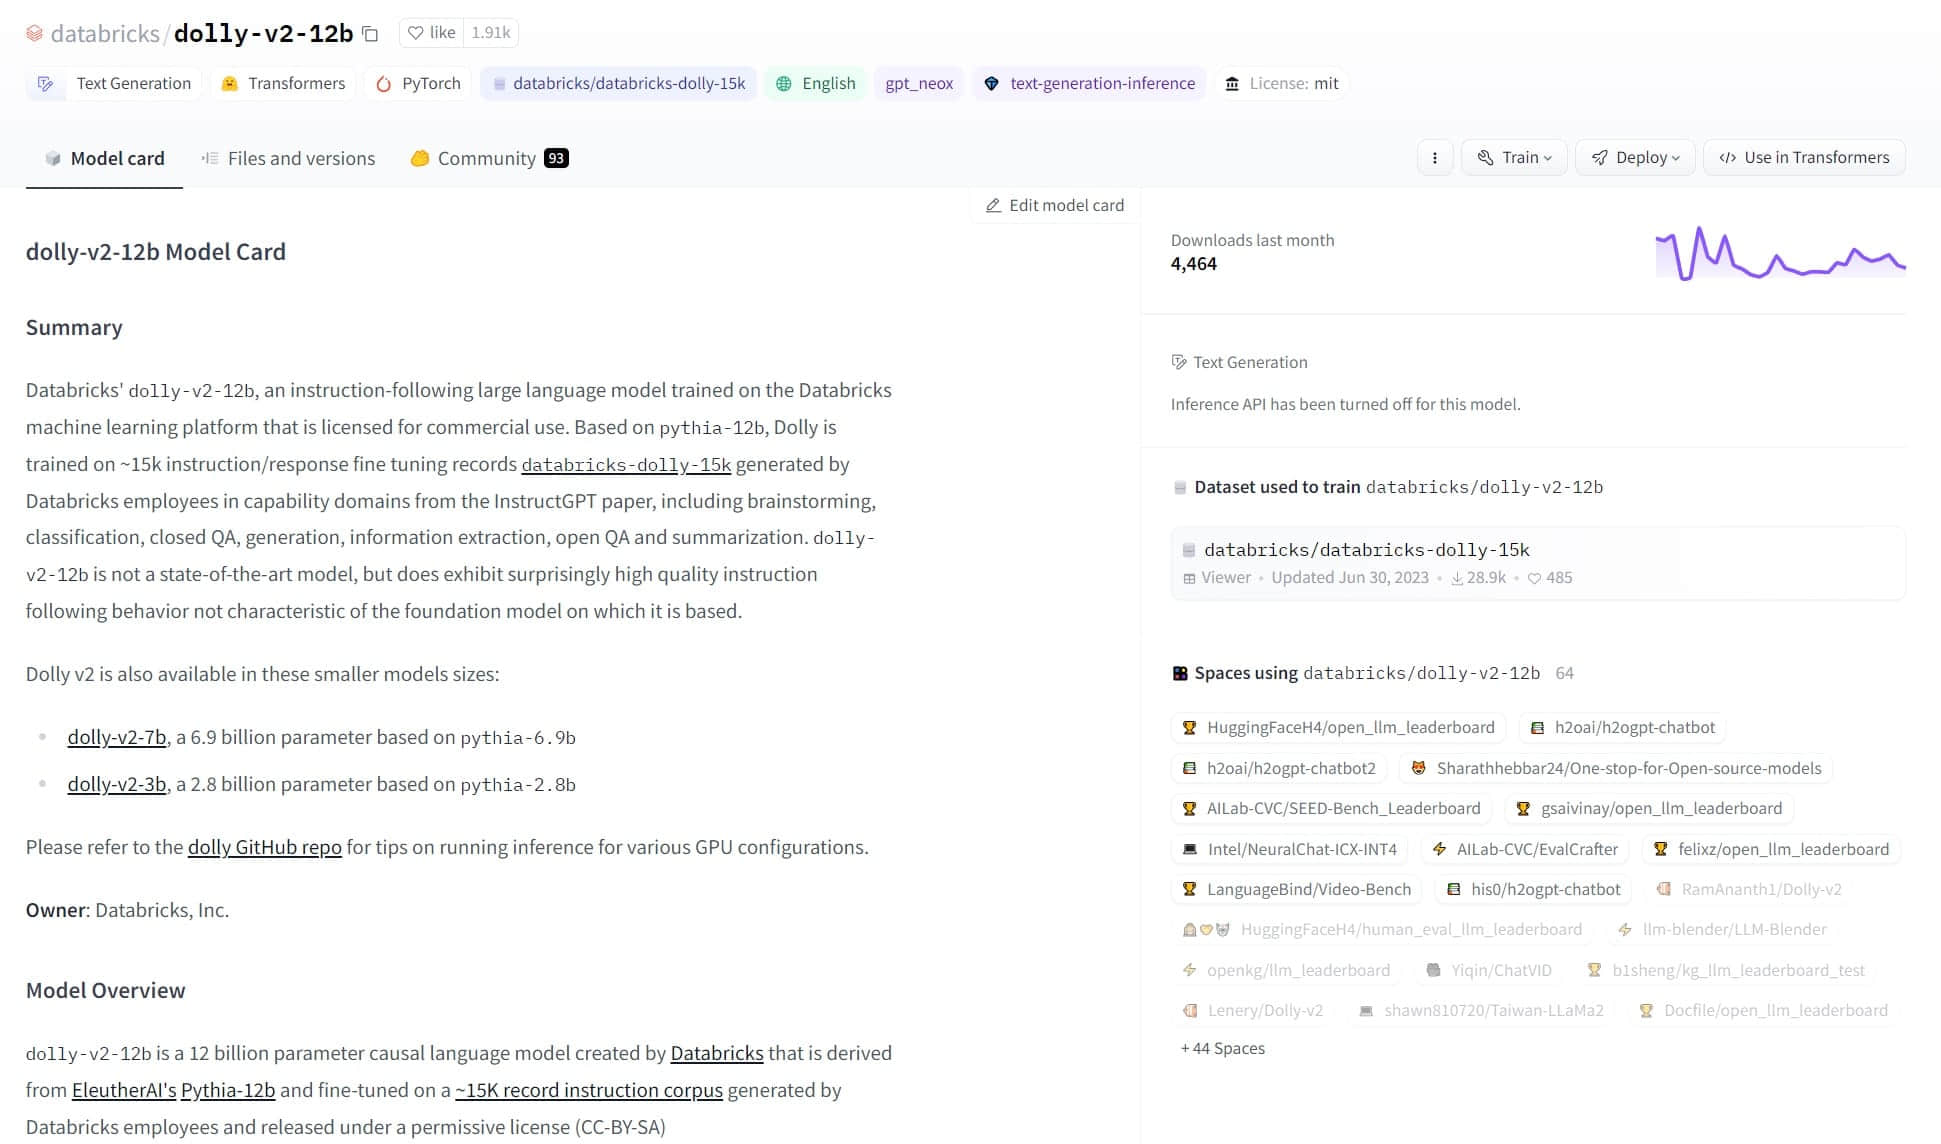 databricks/dolly-v2-12b like 1.91k
Text Generation Transformers PyTorch databricks/databricks-dolly-15k English gpt_neox text-generation-inference License: mit
Model card Files and versions Community 93
Train Deploy </> Use in Transformers
Edit model card
dolly-v2-12b Model Card
Summary
Databricks' dolly-v2-12b, an instruction-following large language model trained on the Databricks
machine learning platform that is licensed for commercial use. Based on pythia-12b, Dolly is
trained on ~15k instruction/response fine tuning records databricks-dolly-15k generated by
Databricks employees in capability domains from the InstructGPT paper, including brainstorming,
classification, closed QA, generation, information extraction, open QA and summarization. dolly-
v2-12b is not a state-of-the-art model, but does exhibit surprisingly high quality instruction
following behavior not characteristic of the foundation model on which it is based.
Dolly v2 is also available in these smaller models sizes:
• dolly-v2-7b, a 6.9 billion parameter based on pythia-6.9b
• dolly-v2-3b, a 2.8 billion parameter based on pythia-2.8b
Please refer to the dolly GitHub repo for tips on running inference for various GPU configurations.
Owner: Databricks, Inc.
Model Overview
dolly-v2-12b is a 12 billion parameter causal language model created by Databricks that is derived
from EleutherAI's Pythia-12b and fine-tuned on a ~15K record instruction corpus generated by
Databricks employees and released under a permissive license (CC-BY-SA)
Downloads last month
4,464
Text Generation
Inference API has been turned off for this model.
Dataset used to train databricks/dolly-v2-12b
databricks/databricks-dolly-15k
Viewer • Updated Jun 30, 2023 • 28.9k • 485
Spaces using databricks/dolly-v2-12b 64
HuggingFaceH4/open_llm_leaderboard h2oai/h2ogpt-chatbot
h2oai/h2ogpt-chatbot2 Sharathhebbar24/One-stop-for-Open-source-models
AILab-CVC/SEED-Bench_Leaderboard gsaivinay/open_llm_leaderboard
Intel/NeuralChat-ICX-INT4 AILab-CVC/EvalCrafter felixz/open_llm_leaderboard
LanguageBind/Video-Bench his0/h2ogpt-chatbot RamAnanth1/Dolly-v2
HuggingFaceH4/human_eval_llm_leaderboard llm-blender/LLM-Blender
openkg/llm_leaderboard Yiqin/ChatVID b1sheng/kg_llm_leaderboard_test
Lenery/Dolly-v2 shawn810720/Taiwan-LLaMa2 Docfile/open_llm_leaderboard
+ 44 Spaces